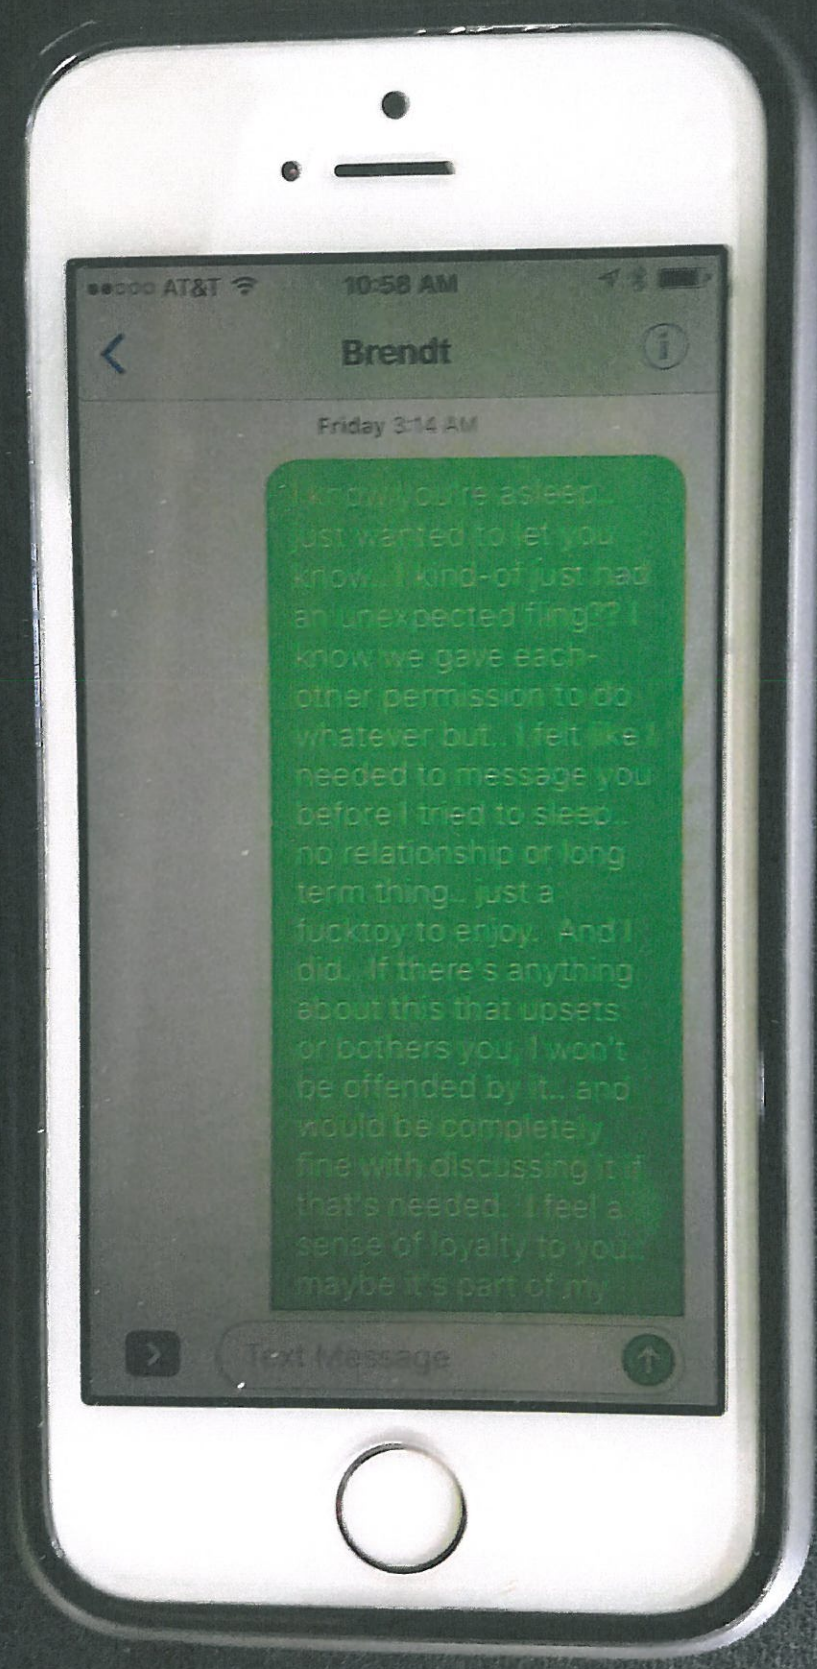 AT&T 10:58 AM
Brendt
Friday 3:14 AM
I know you're asleep..
just wanted to let you
know.. I kind-of just had
an unexpected fling?? I
know we gave each-
other permission to do
whatever but.. I felt like I
needed to message you
before I tried to sleep..
no relationship or long
term thing.. just a
fucktoy to enjoy.  And I
did.  If there's anything
about this that upsets
or bothers you, I won't
be offended by it.. and
would be completely
fine with discussing it if
that's needed.  I feel a
sense of loyalty to you..
maybe it's part of my
Text Message